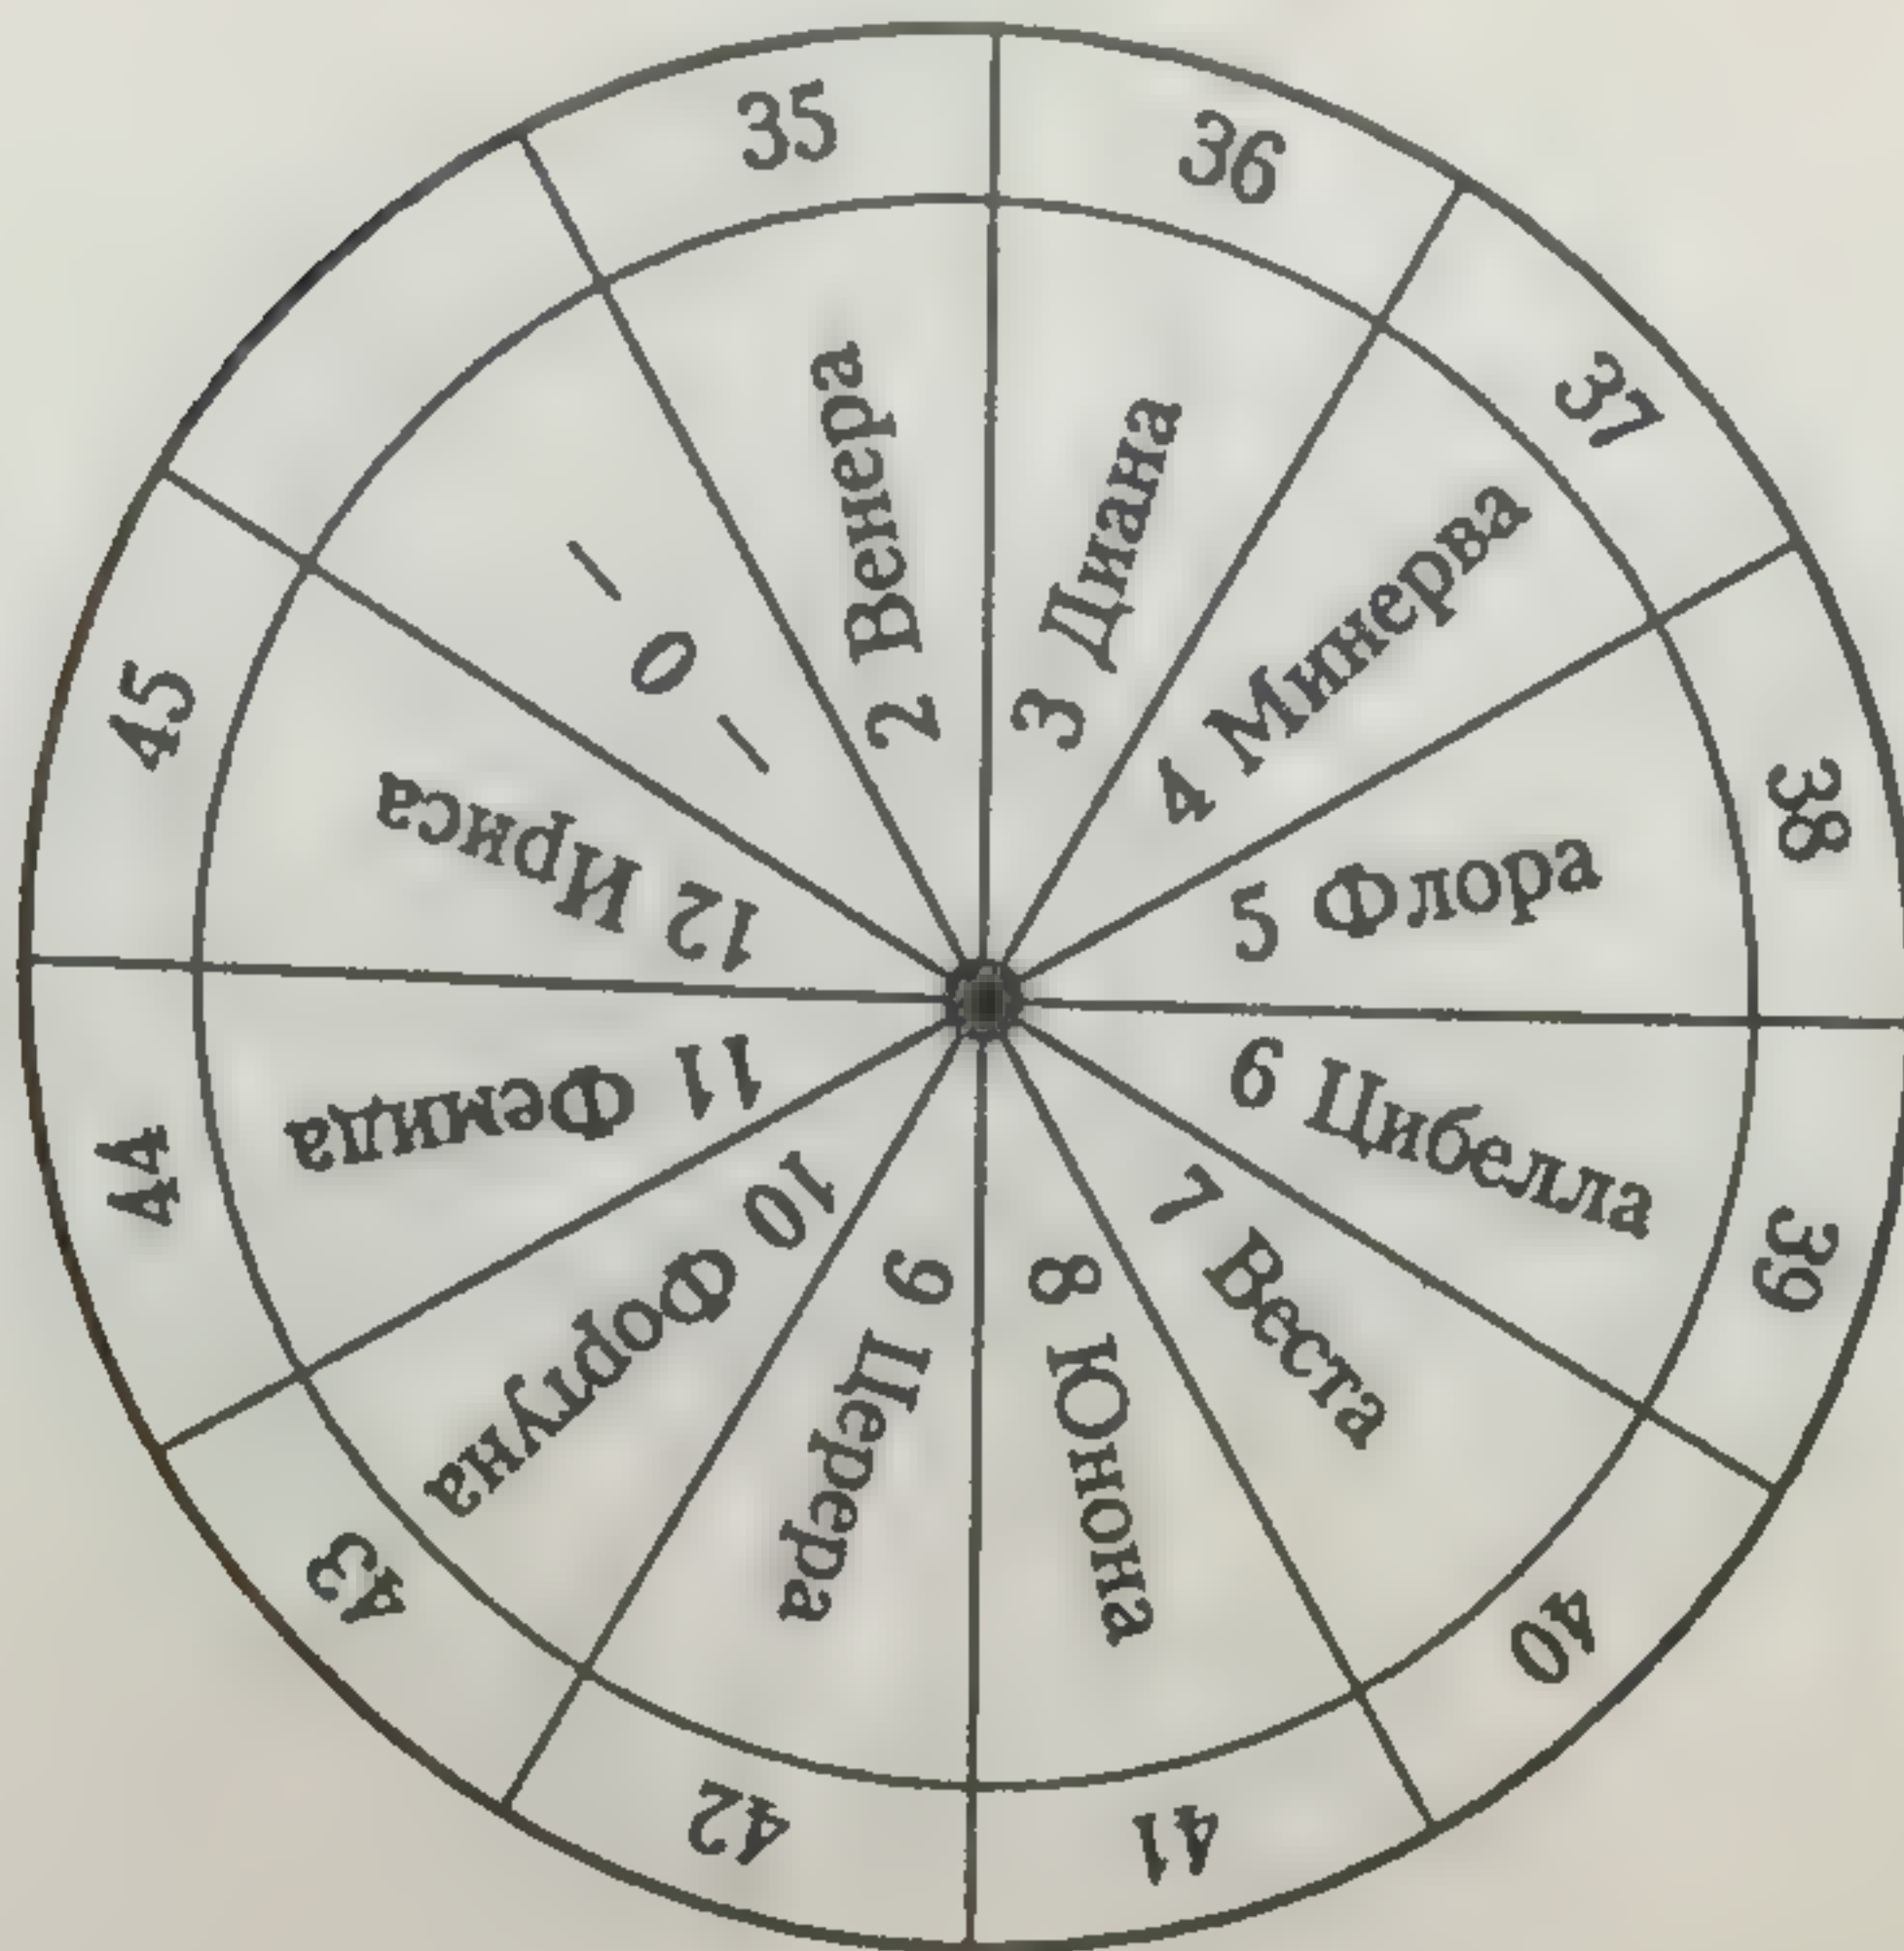 35
36
37
38
39
40
41
42
43
44
45
– 0 –
2 Венера
3 Диана
4 Минерва
5 Флора
6 Цибелла
7 Веста
8 Юнона
9 Церера
10 Фортуна
11 Фемида
12 Ириса